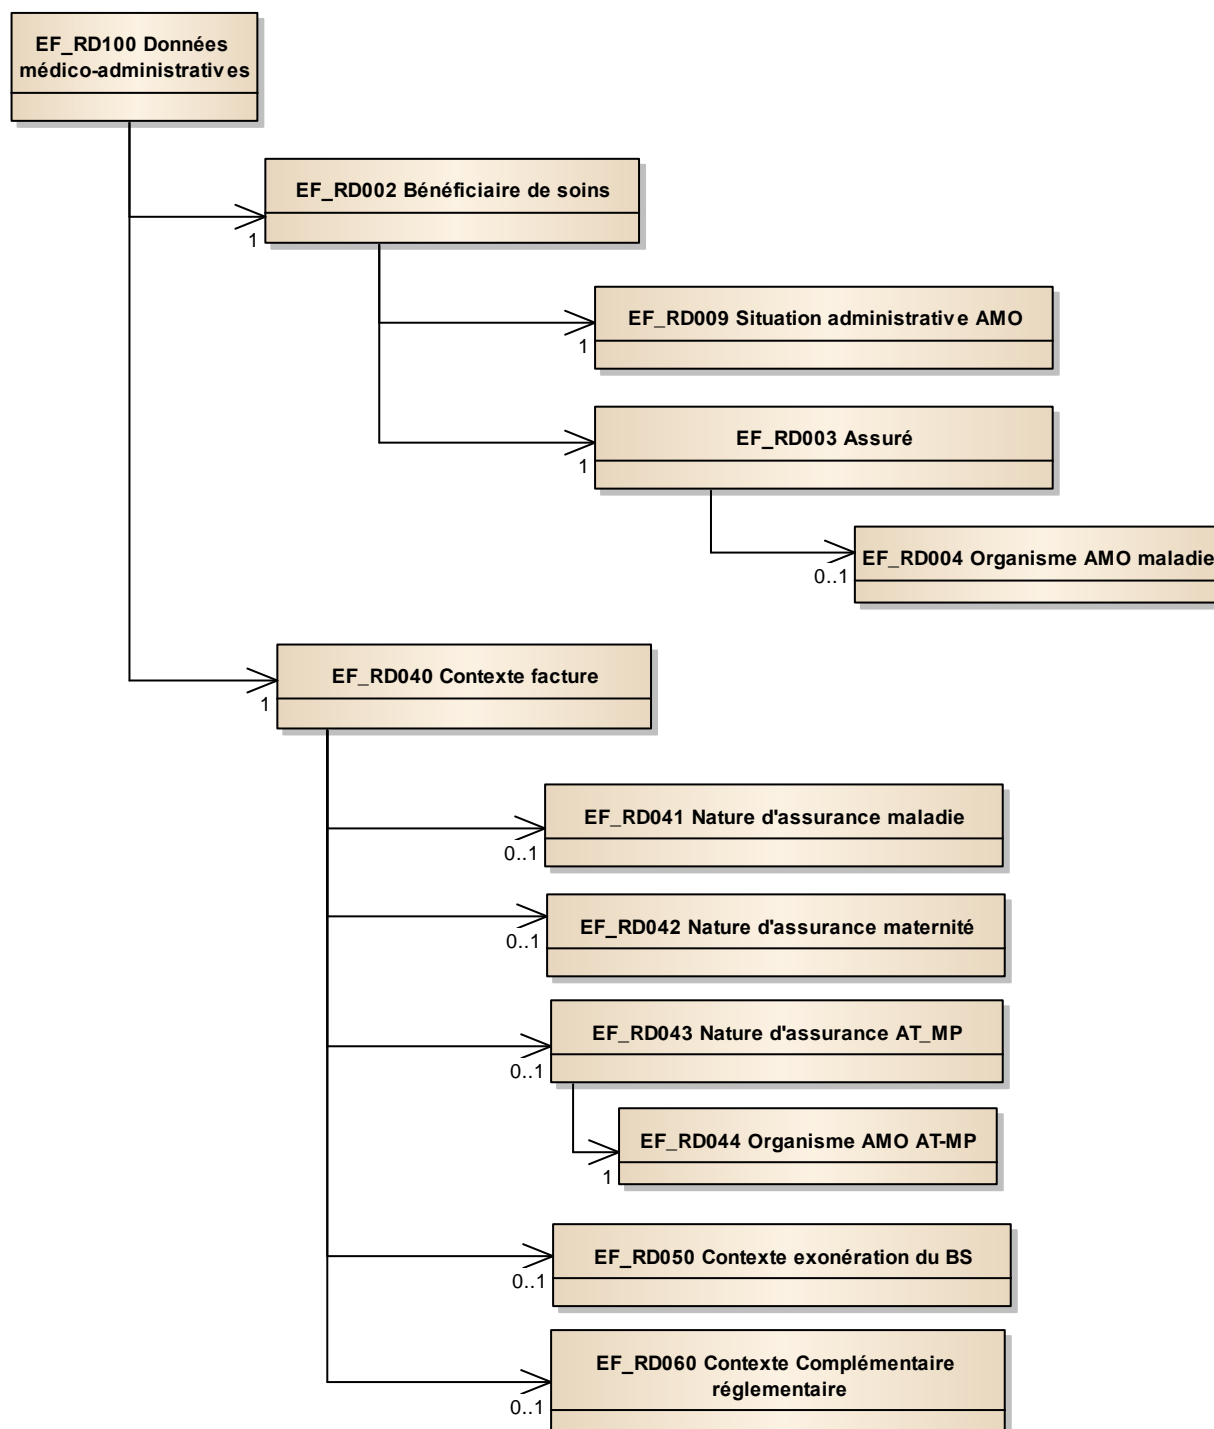 EF_RD100 Données
médico-administratives
EF_RD002 Bénéficiaire de soins
1
EF_RD009 Situation administrative AMO
1
EF_RD003 Assuré
1
EF_RD004 Organisme AMO maladie
0..1
EF_RD040 Contexte facture
1
EF_RD041 Nature d'assurance maladie
0..1
EF_RD042 Nature d'assurance maternité
0..1
EF_RD043 Nature d'assurance AT_MP
0..1
EF_RD044 Organisme AMO AT-MP
1
EF_RD050 Contexte exonération du BS
0..1
EF_RD060 Contexte Complémentaire
réglementaire
0..1